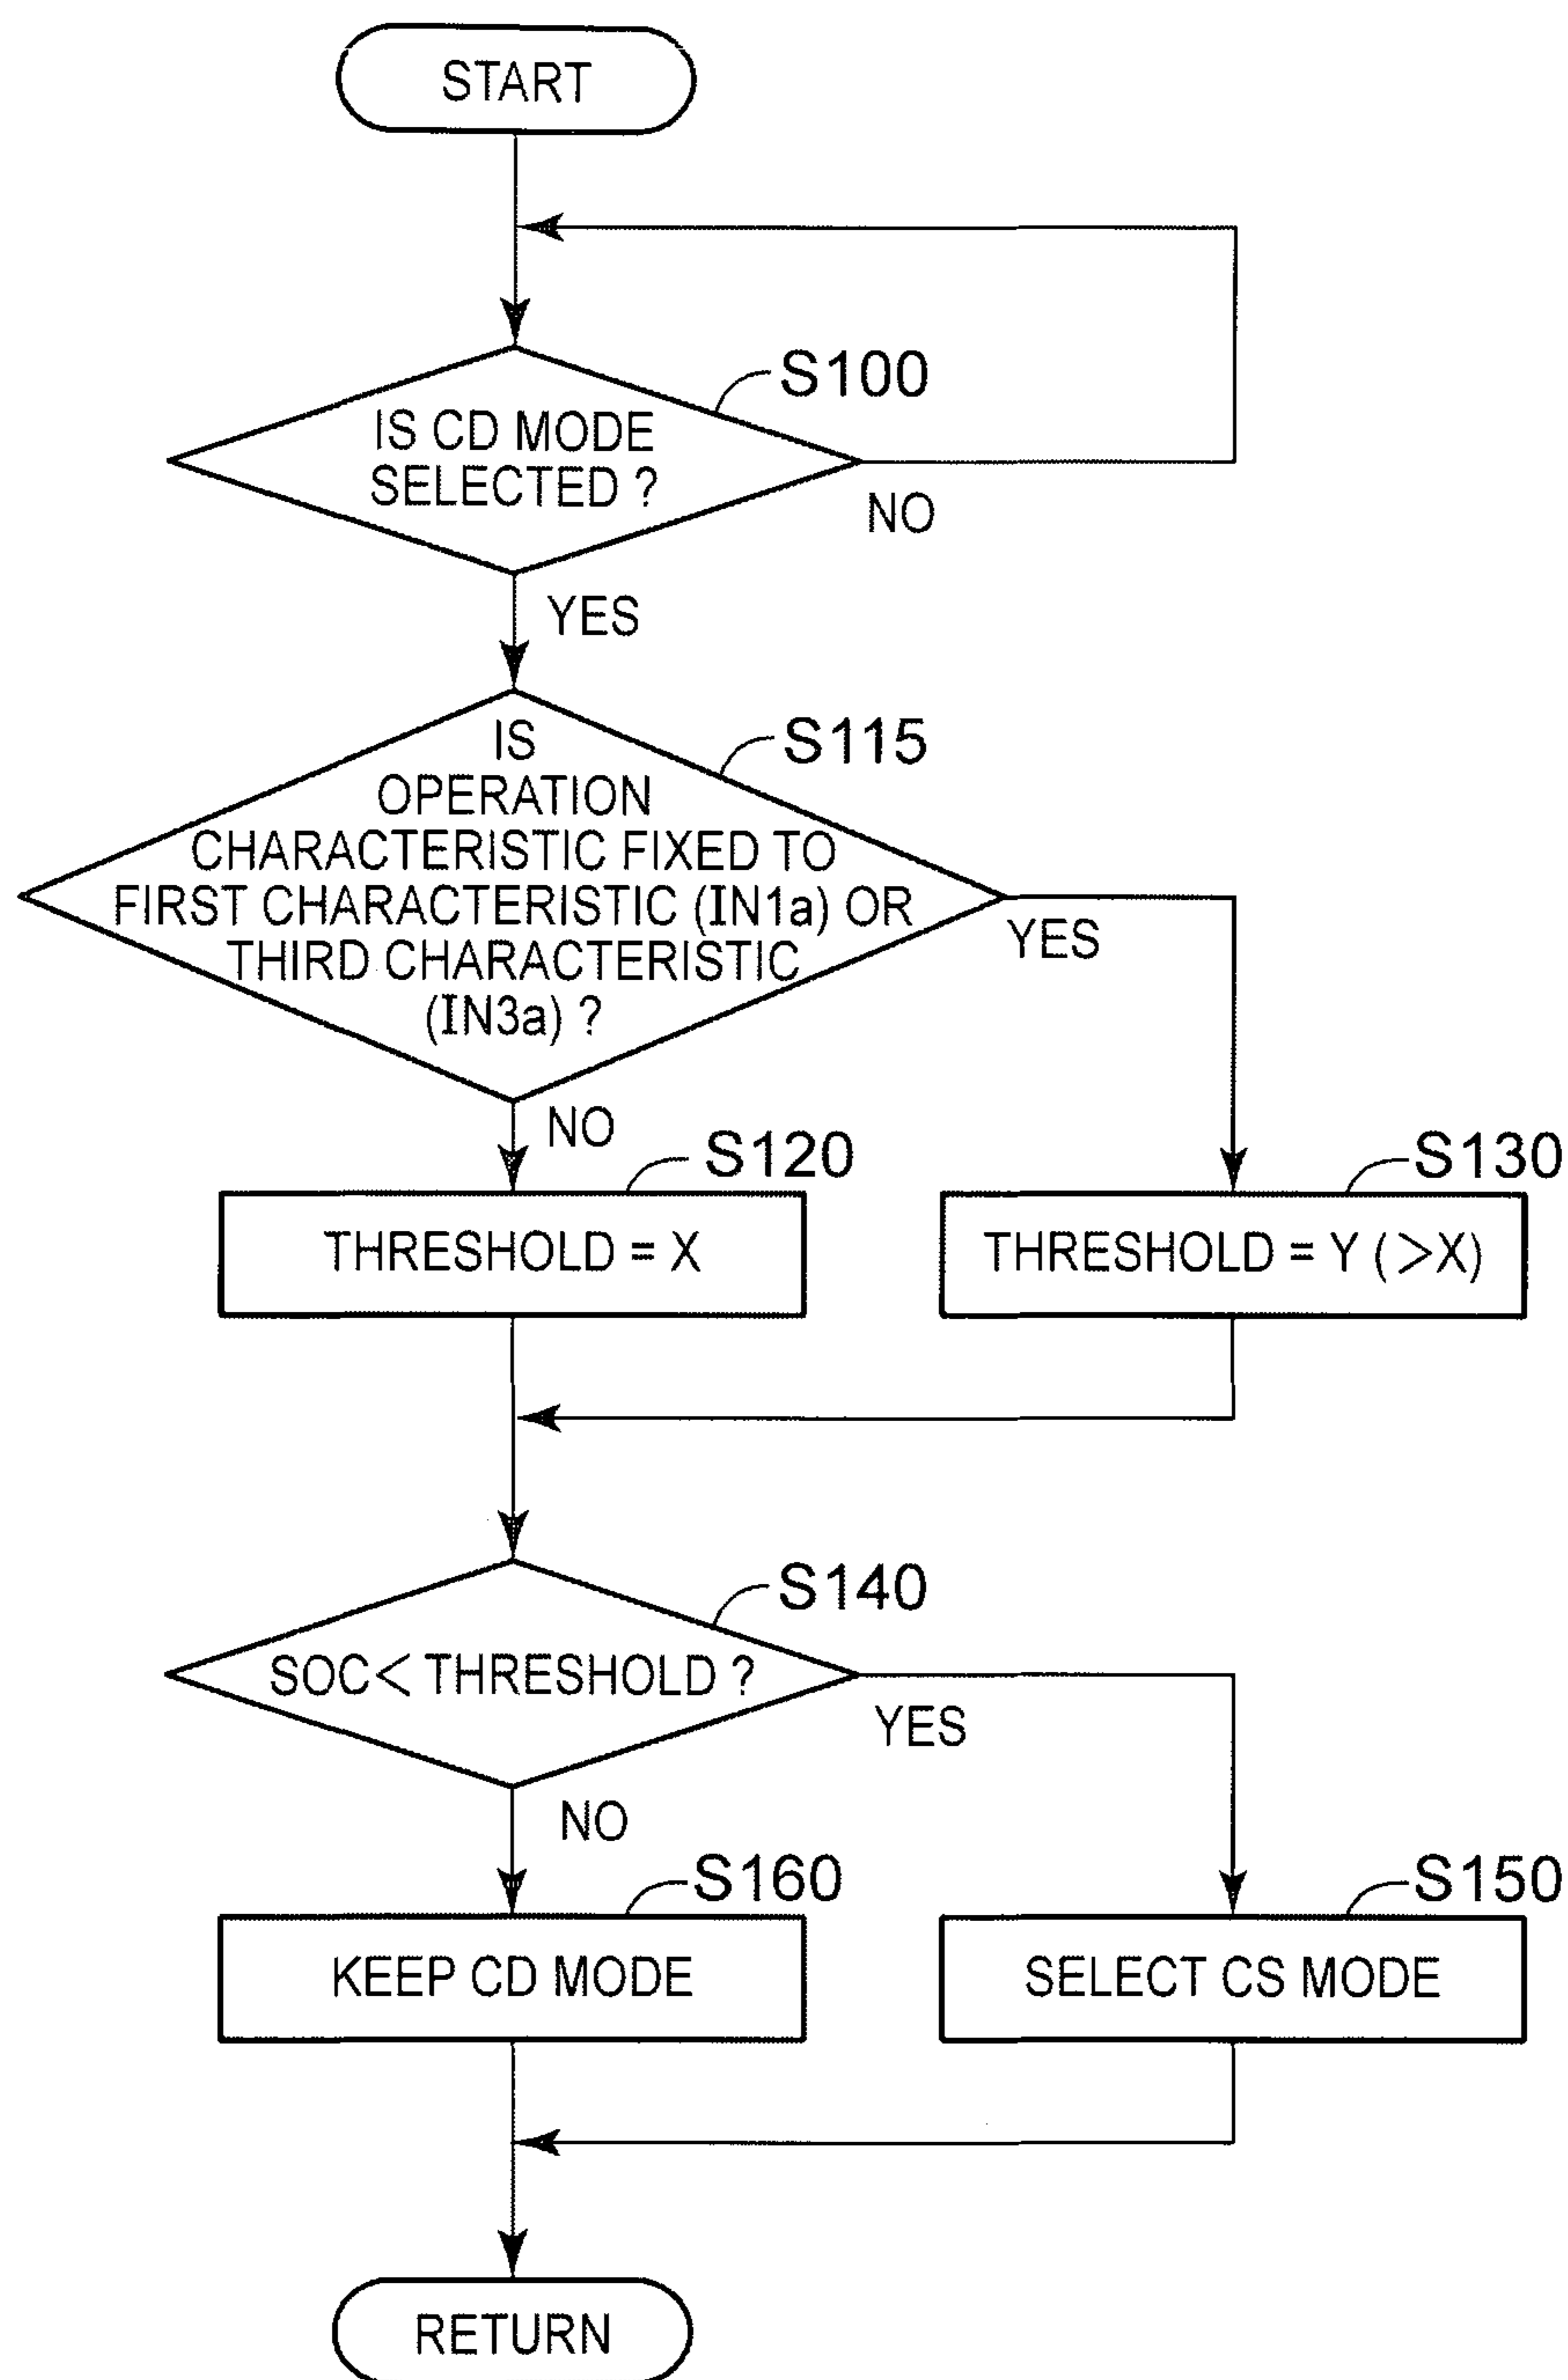 START
S100
IS CD MODE
SELECTED ?
NO
YES
S115
IS
OPERATION
CHARACTERISTIC FIXED TO
FIRST CHARACTERISTIC (IN1a) OR
THIRD CHARACTERISTIC
(IN3a) ?
YES
NO
S120
THRESHOLD = X
S130
THRESHOLD = Y (>X)
S140
SOC< THRESHOLD ?
YES
NO
S160
KEEP CD MODE
S150
SELECT CS MODE
RETURN